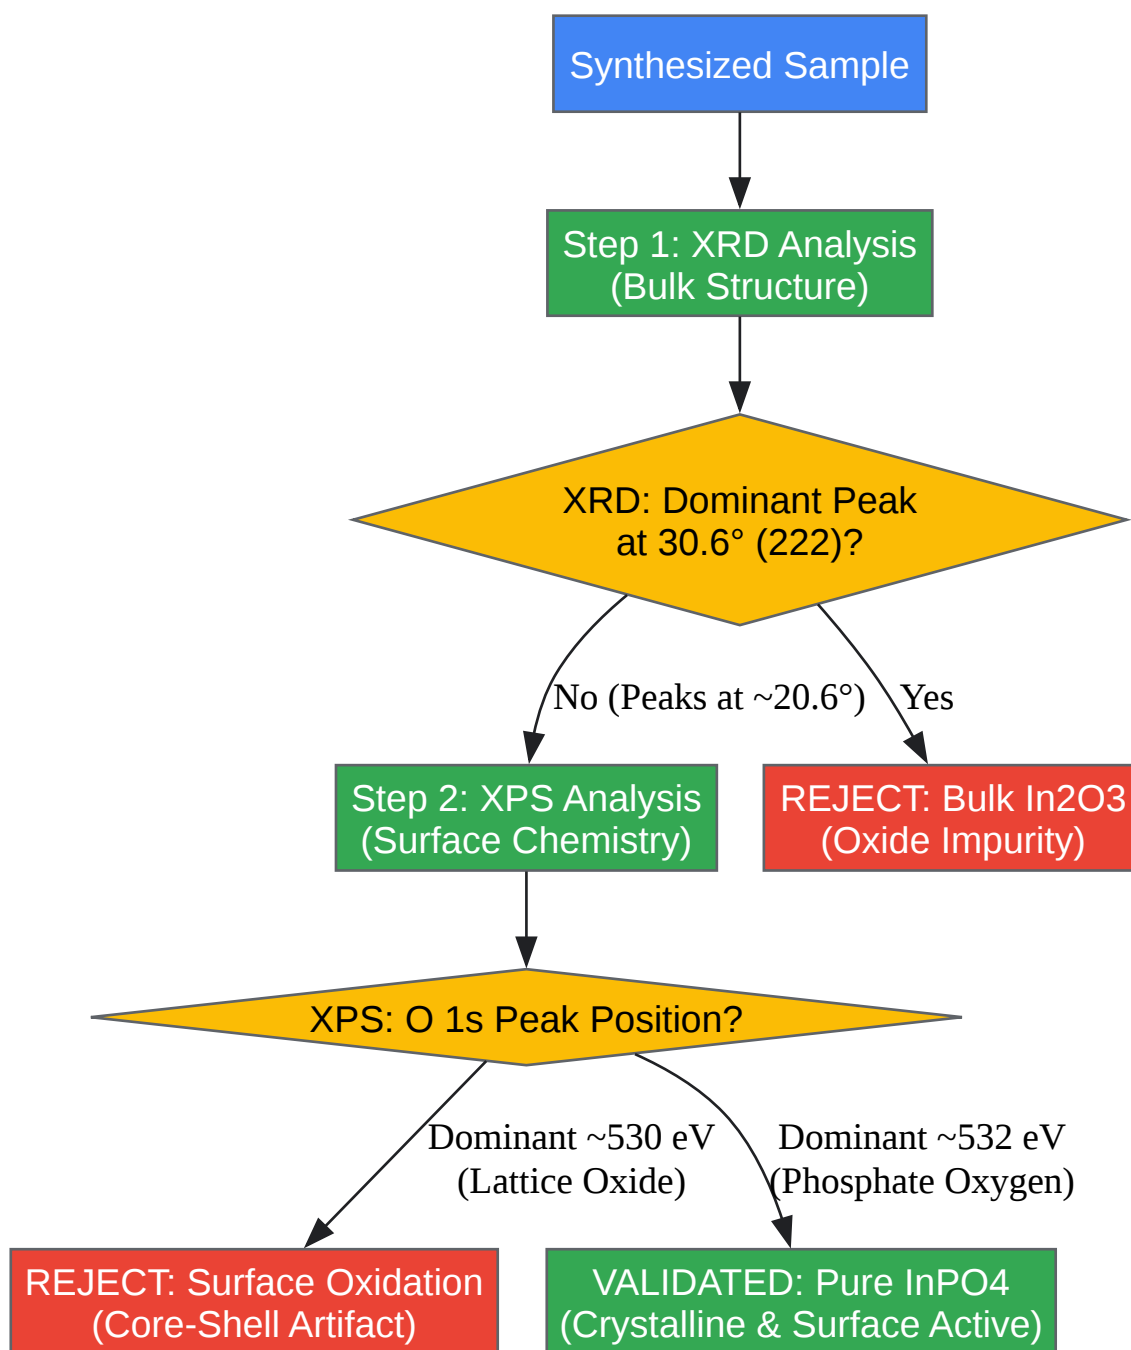 Synthesized Sample
Step 1: XRD Analysis
(Bulk Structure)
XRD: Dominant Peak
at 30.6° (222)?
No (Peaks at ~20.6°)
Yes
Step 2: XPS Analysis
(Surface Chemistry)
REJECT: Bulk In2O3
(Oxide Impurity)
XPS: O 1s Peak Position?
Dominant ~530 eV
(Lattice Oxide)
Dominant ~532 eV
(Phosphate Oxygen)
REJECT: Surface Oxidation
(Core-Shell Artifact)
VALIDATED: Pure InPO4
(Crystalline & Surface Active)